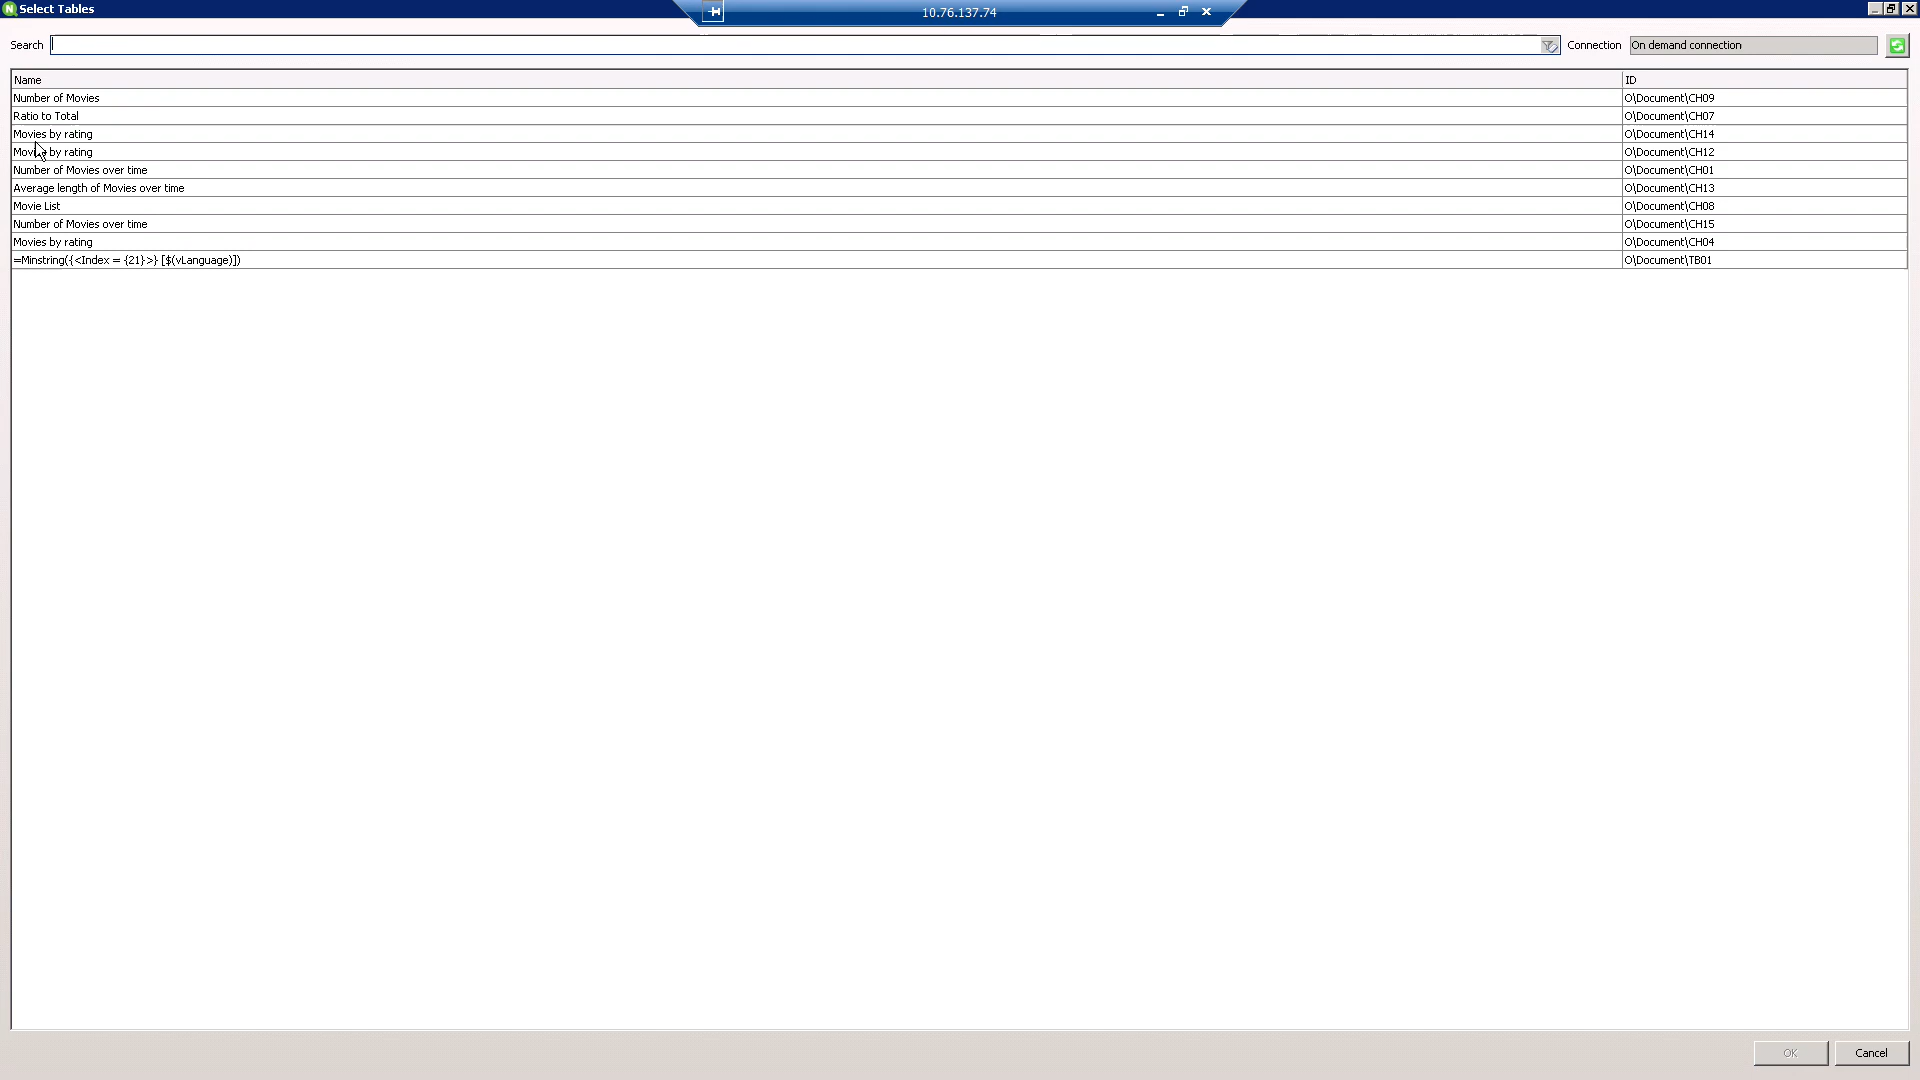 Select Tables
10.76.137.74
Search
Connection
On demand connection
Name ID
Number of Movies O\Document\CH09
Ratio to Total O\Document\CH07
Movies by rating O\Document\CH14
Movies by rating O\Document\CH12
Number of Movies over time O\Document\CH01
Average length of Movies over time O\Document\CH13
Movie List O\Document\CH08
Number of Movies over time O\Document\CH15
Movies by rating O\Document\CH04
=Minstring({<Index = {21}>} [$(vLanguage)]) O\Document\TB01
OK Cancel